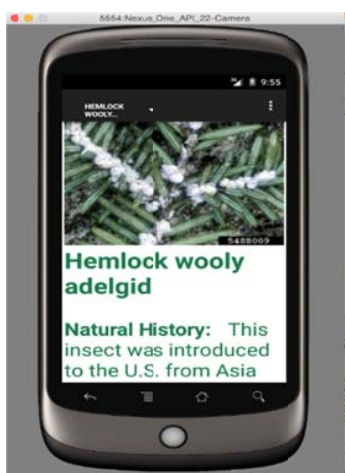 5554:Nexus_One_API_22-Camera
9:55
HEMLOCK
WOOLY...
5488009
Hemlock wooly
adelgid
Natural History: This
insect was introduced
to the U.S. from Asia